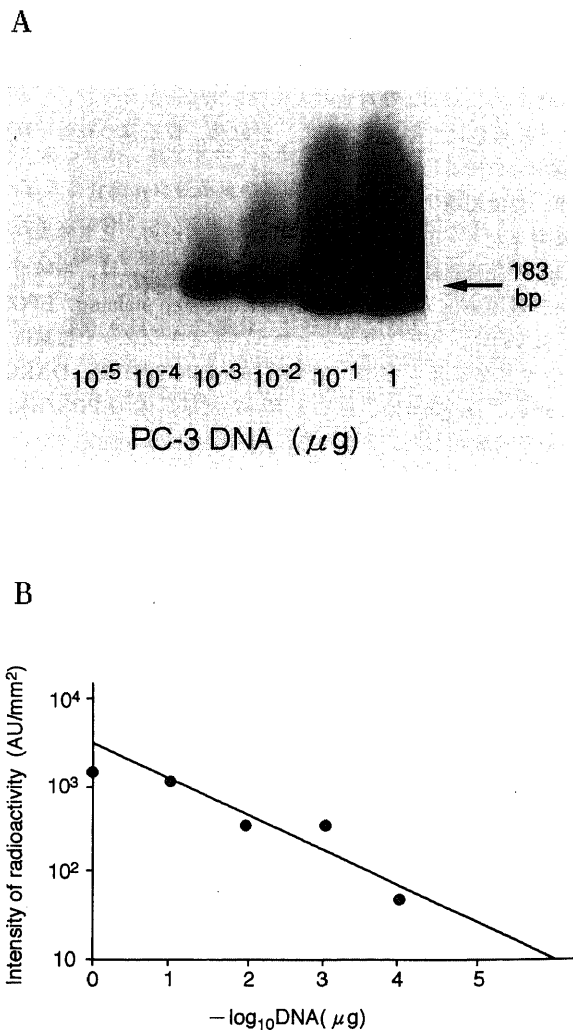 A
183
bp
10⁻⁵ 10⁻⁴ 10⁻³ 10⁻² 10⁻¹ 1
PC-3 DNA (μg)
B
Intensity of radioactivity (AU/mm²)
10⁴
10³
10²
10
0 1 2 3 4 5
−log₁₀DNA(μg)